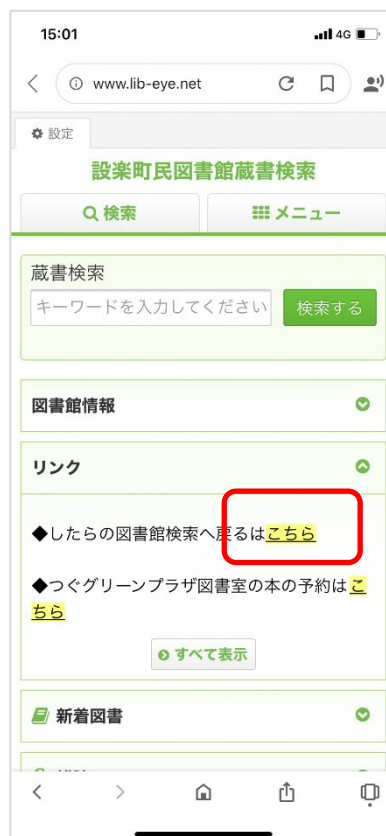 15:01
4G
www.lib-eye.net
設定
設楽町民図書館蔵書検索
検索
メニュー
蔵書検索
キーワードを入力してください
検索する
図書館情報
リンク
◆したらの図書館検索へ戻るはこちら
◆つぐグリーンプラザ図書室の本の予約はこ
ちら
すべて表示
新着図書